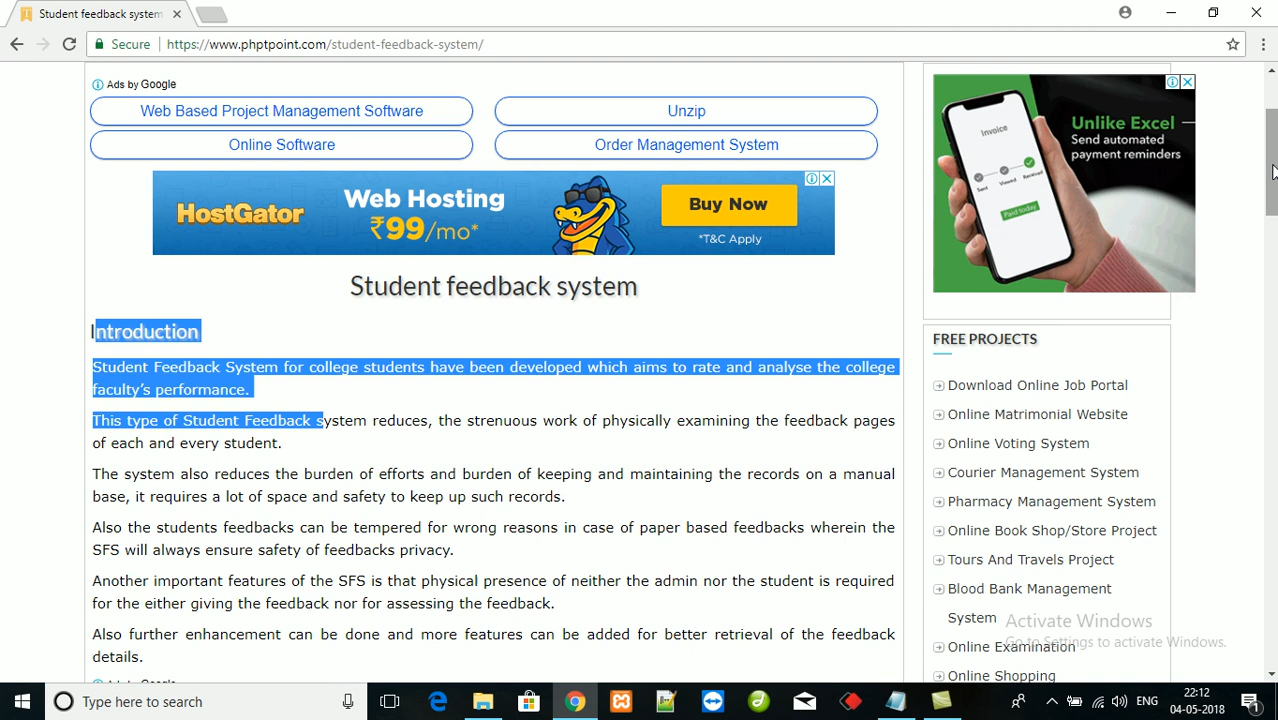 Student feedback system
Secure
https://www.phptpoint.com/student-feedback-system/
Ads by Google
Web Based Project Management Software
Unzip
Online Software
Order Management System
HostGator
Web Hosting
₹99/mo*
Buy Now
*T&C Apply
Invoice
Sent
Viewed
Received
Paid today
Unlike Excel
Send automated
payment reminders
Student feedback system
Introduction
Student Feedback System for college students have been developed which aims to rate and analyse the college
faculty’s performance.
This type of Student Feedback system reduces, the strenuous work of physically examining the feedback pages
of each and every student.
The system also reduces the burden of efforts and burden of keeping and maintaining the records on a manual
base, it requires a lot of space and safety to keep up such records.
Also the students feedbacks can be tempered for wrong reasons in case of paper based feedbacks wherein the
SFS will always ensure safety of feedbacks privacy.
Another important features of the SFS is that physical presence of neither the admin nor the student is required
for the either giving the feedback nor for assessing the feedback.
Also further enhancement can be done and more features can be added for better retrieval of the feedback
details.
FREE PROJECTS
Download Online Job Portal
Online Matrimonial Website
Online Voting System
Courier Management System
Pharmacy Management System
Online Book Shop/Store Project
Tours And Travels Project
Blood Bank Management
System
Online Examination
Online Shopping
Activate Windows
Go to Settings to activate Windows.
Type here to search
ENG
22:12
04-05-2018